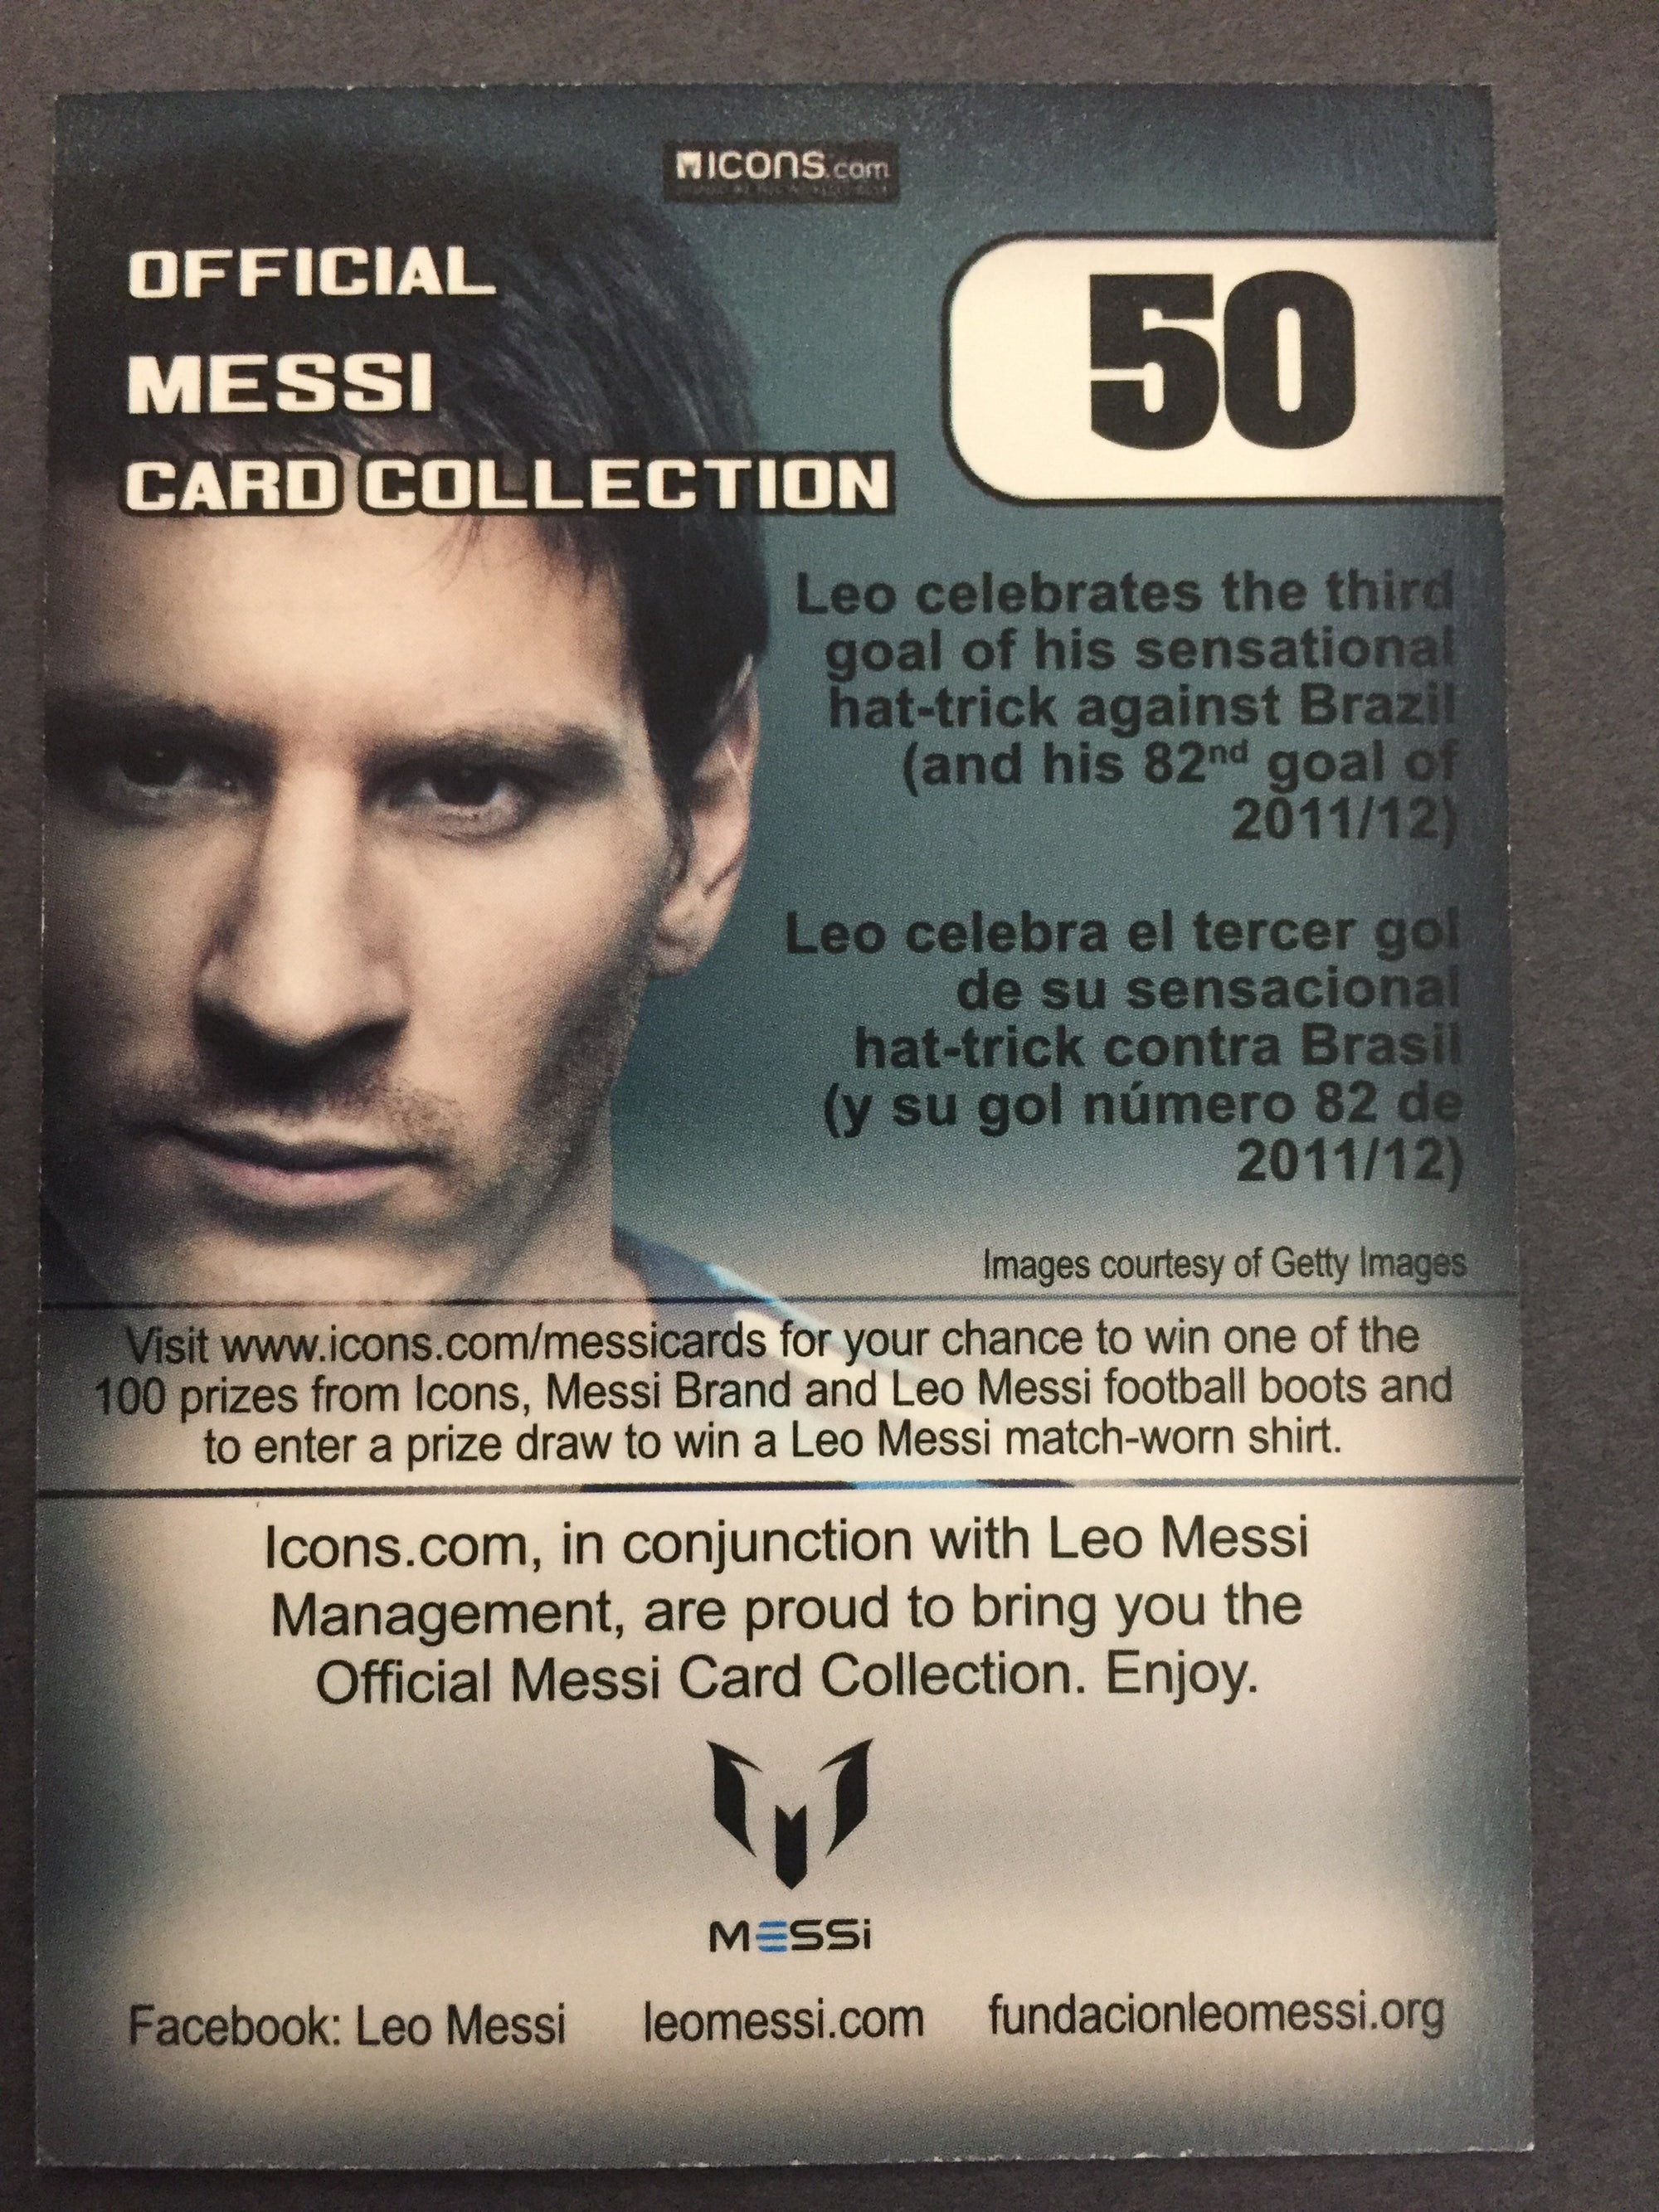 ICONS.com
OFFICIAL
MESSI
CARD COLLECTION
50
Leo celebrates the third
goal of his sensational
hat-trick against Brazil
(and his 82nd goal of
2011/12)
Leo celebra el tercer gol
de su sensacional
hat-trick contra Brasil
(y su gol número 82 de
2011/12)
Images courtesy of Getty Images
Visit www.icons.com/messicards for your chance to win one of the
100 prizes from Icons, Messi Brand and Leo Messi football boots and
to enter a prize draw to win a Leo Messi match-worn shirt.
Icons.com, in conjunction with Leo Messi
Management, are proud to bring you the
Official Messi Card Collection. Enjoy.
MESSi
Facebook: Leo Messi leomessi.com fundacionleomessi.org